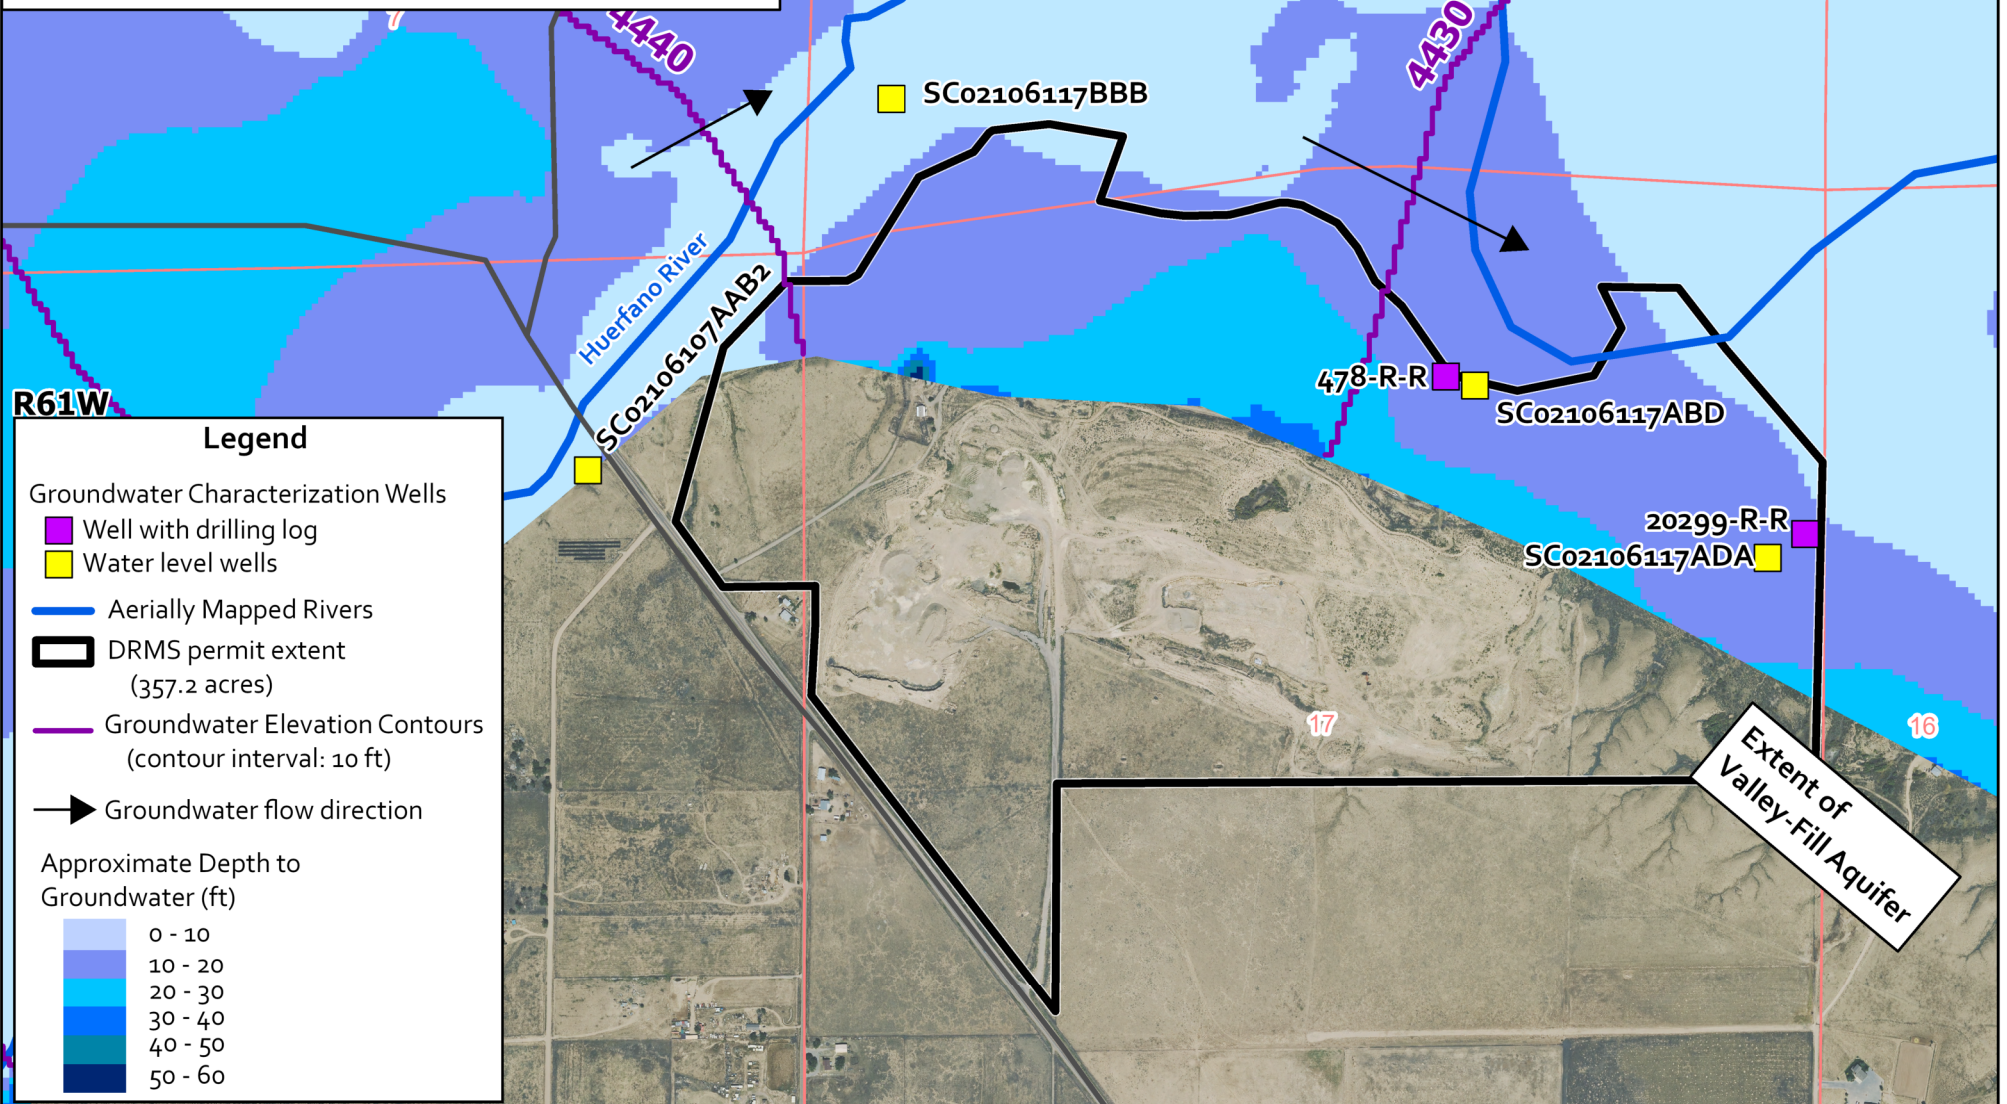 7
4440
4430
SC02106117BBB
Huerfano River
SC02106107AAB2
R61W
478-R-R
SC02106117ABD
20299-R-R
SC02106117ADA
17
16
Extent of
Valley-Fill Aquifer
Legend
Groundwater Characterization Wells
Well with drilling log
Water level wells
Aerially Mapped Rivers
DRMS permit extent
(357.2 acres)
Groundwater Elevation Contours
(contour interval: 10 ft)
Groundwater flow direction
Approximate Depth to
Groundwater (ft)
0 - 10
10 - 20
20 - 30
30 - 40
40 - 50
50 - 60